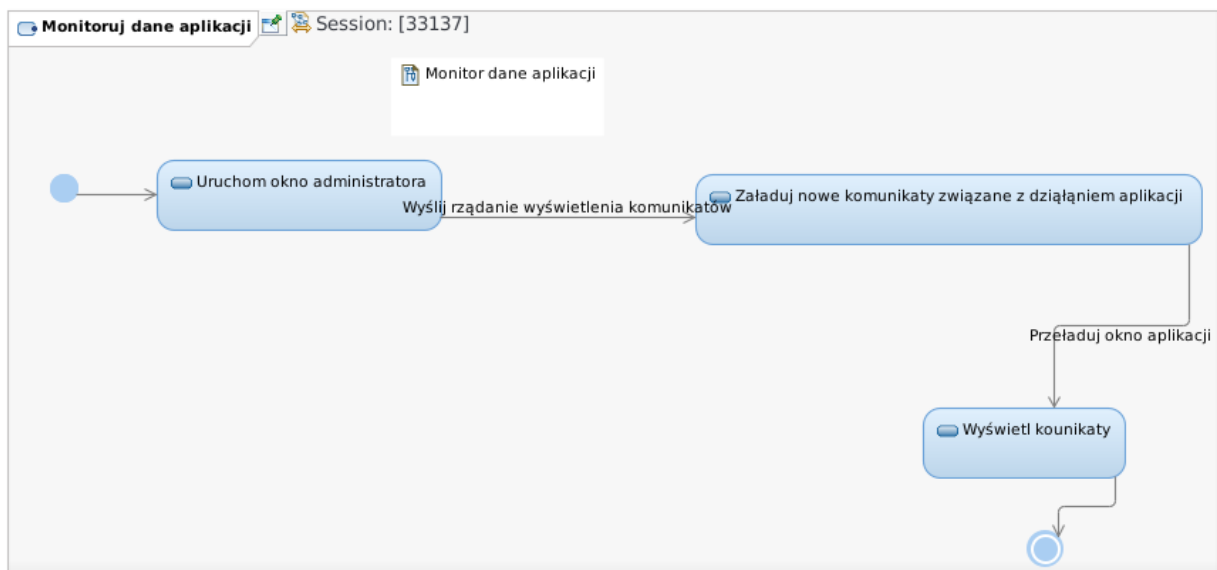 Monitoruj dane aplikacji Session: [33137]
Monitor dane aplikacji
Uruchom okno administratora
Wyślij rządanie wyświetlenia komunikatów
Załaduj nowe komunikaty związane z dziąłąniem aplikacji
Przeładuj okno aplikacji
Wyświetl kounikaty